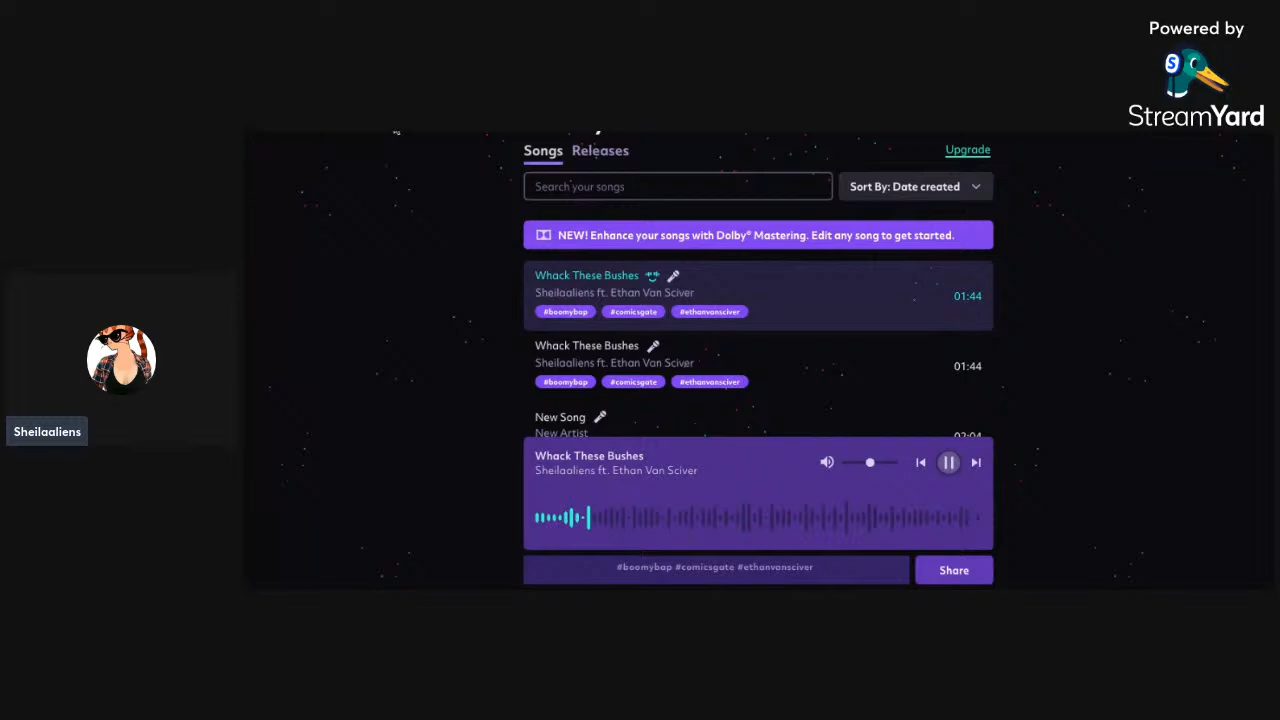 Powered by
StreamYard
Songs Releases
Upgrade
Search your songs
Sort By: Date created
NEW! Enhance your songs with Dolby® Mastering. Edit any song to get started.
Whack These Bushes
Sheilaaliens ft. Ethan Van Sciver
01:44
#boomybap #comicsgate #ethanvansciver
Whack These Bushes
Sheilaaliens ft. Ethan Van Sciver
01:44
#boomybap #comicsgate #ethanvansciver
New Song
New Artist
02:04
Whack These Bushes
Sheilaaliens ft. Ethan Van Sciver
#boomybap #comicsgate #ethanvansciver
Share
Sheilaaliens